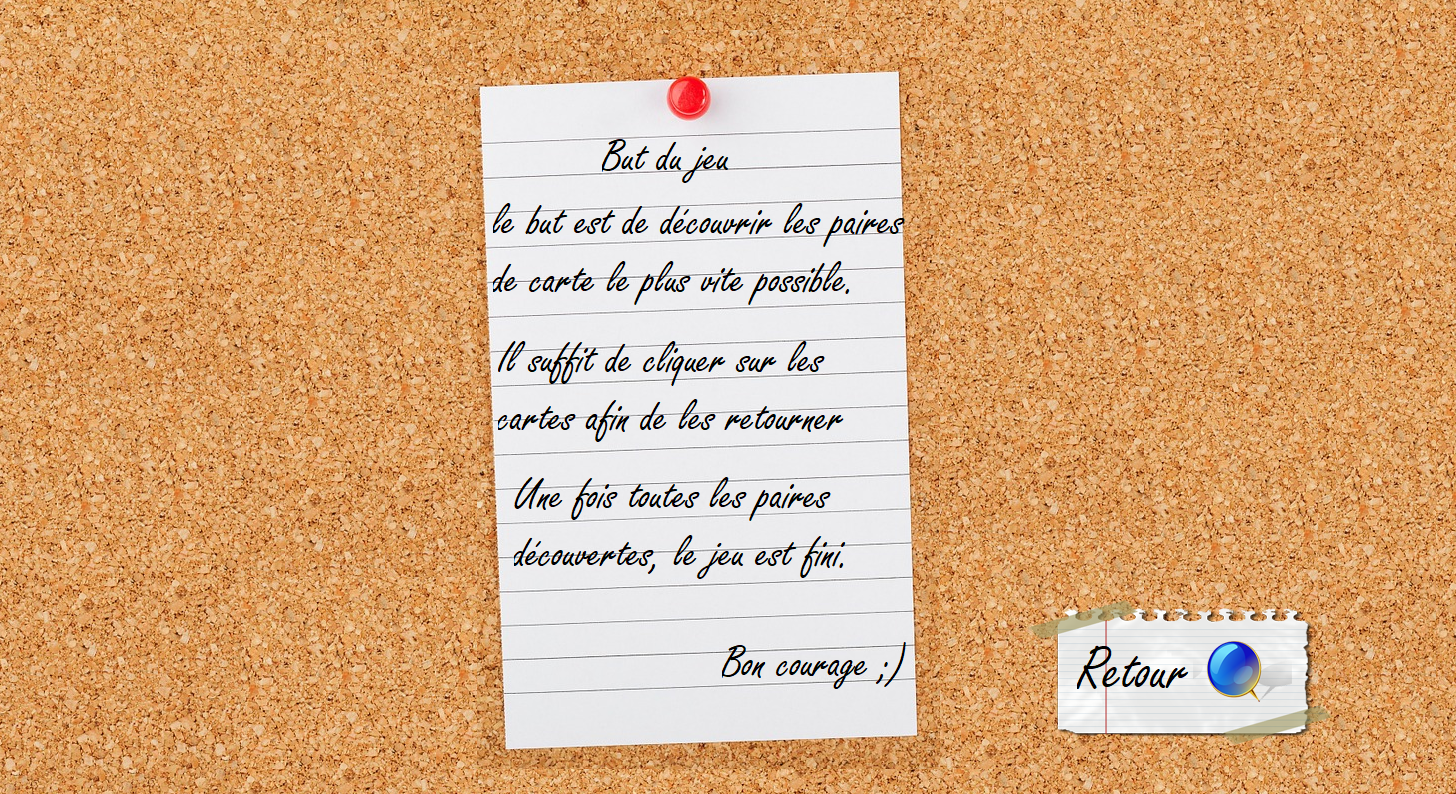 But du jeu
le but est de découvrir les paires
de carte le plus vite possible.
Il suffit de cliquer sur les
cartes afin de les retourner
Une fois toutes les paires
découvertes, le jeu est fini.
Bon courage ;)
Retour